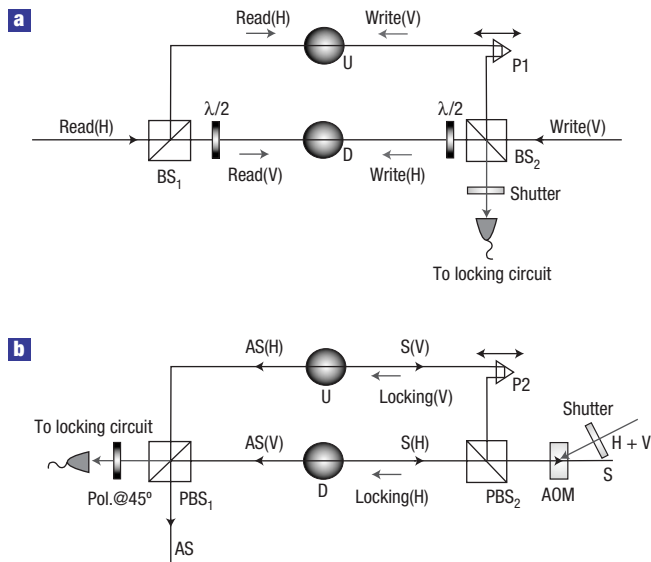 a
Read(H) Write(V)
U
P1
λ/2 λ/2
Read(H) Write(V)
BS₁ D BS₂
Read(V) Write(H)
Shutter
To locking circuit
b
AS(H) S(V)
U
P2
Locking(V)
Shutter
To locking circuit
AS(V) S(H)
H + V
S
Pol.@45º PBS₁ D PBS₂ AOM
Locking(H)
AS